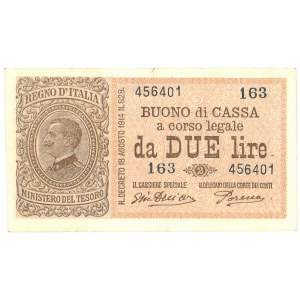 REGNO D'ITALIA
MINISTERO DEL TESORO
R. DECRETO 18 AGOSTO 1914 N. 828.
456401 163
BUONO di CASSA
a corso legale
da DUE lire
163 456401
IL CASSIERE SPECIALE IL DELEGATO DELLA CORTE DEI CONTI